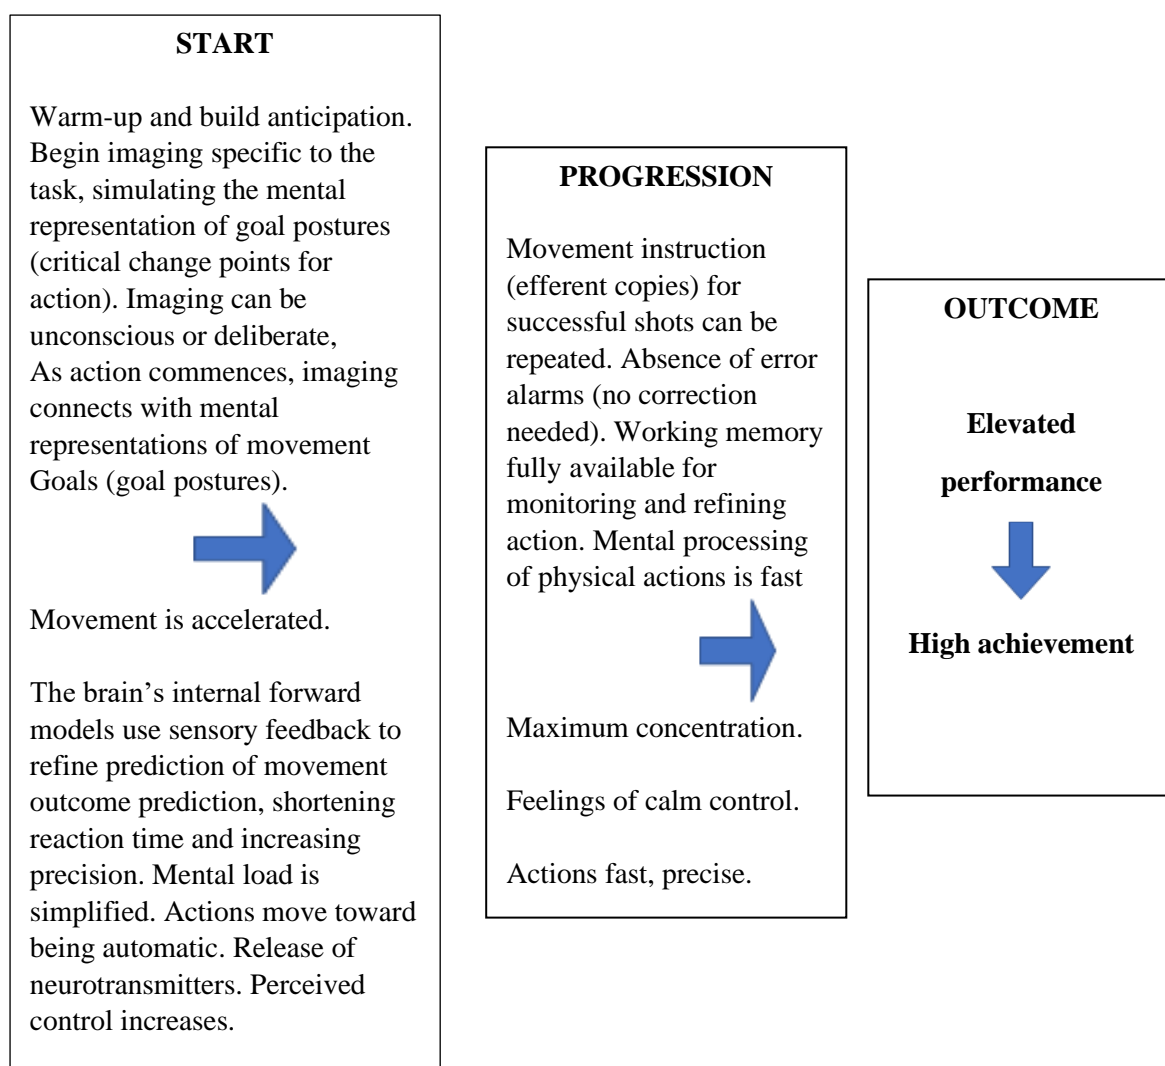 START
Warm-up and build anticipation.
Begin imaging specific to the
task, simulating the mental
representation of goal postures
(critical change points for
action). Imaging can be
unconscious or deliberate,
As action commences, imaging
connects with mental
representations of movement
Goals (goal postures).
Movement is accelerated.
The brain’s internal forward
models use sensory feedback to
refine prediction of movement
outcome prediction, shortening
reaction time and increasing
precision. Mental load is
simplified. Actions move toward
being automatic. Release of
neurotransmitters. Perceived
control increases.
PROGRESSION
Movement instruction
(efferent copies) for
successful shots can be
repeated. Absence of error
alarms (no correction
needed). Working memory
fully available for
monitoring and refining
action. Mental processing
of physical actions is fast
Maximum concentration.
Feelings of calm control.
Actions fast, precise.
OUTCOME
Elevated
performance
High achievement